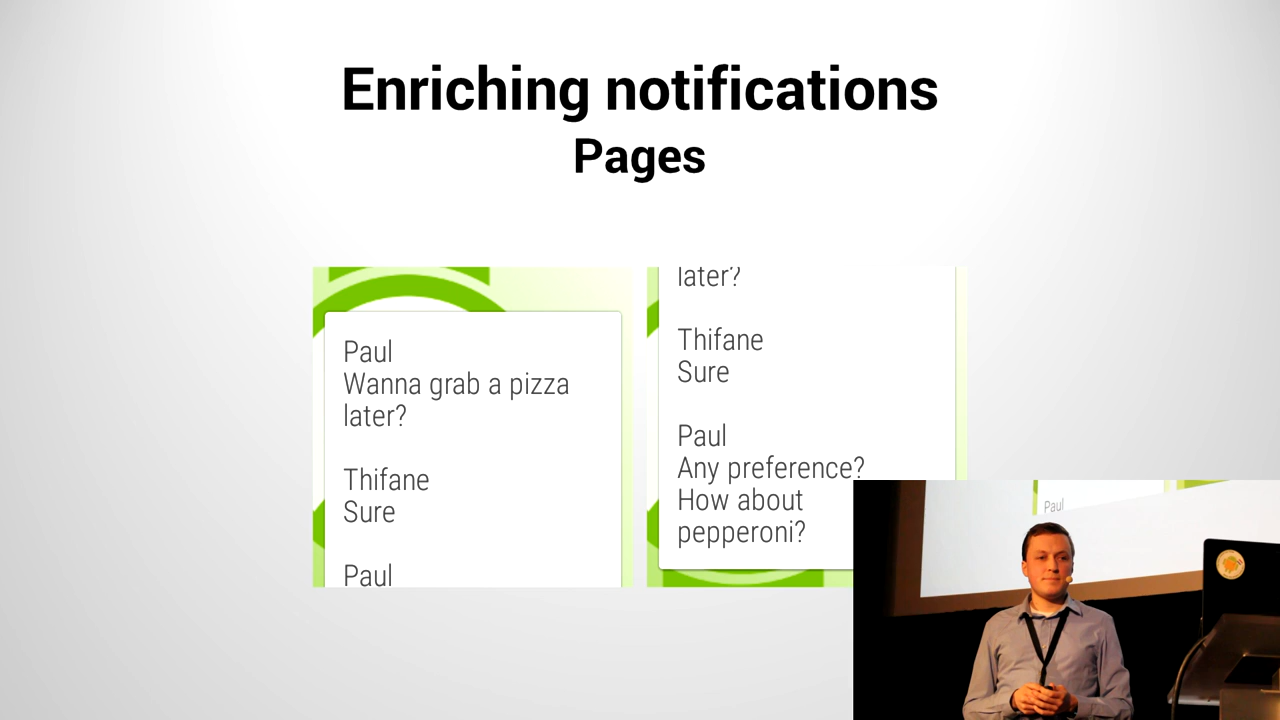 Enriching notifications
Pages
Paul
Wanna grab a pizza
later?
Thifane
Sure
Paul
later?
Thifane
Sure
Paul
Any preference?
How about
pepperoni?
Paul